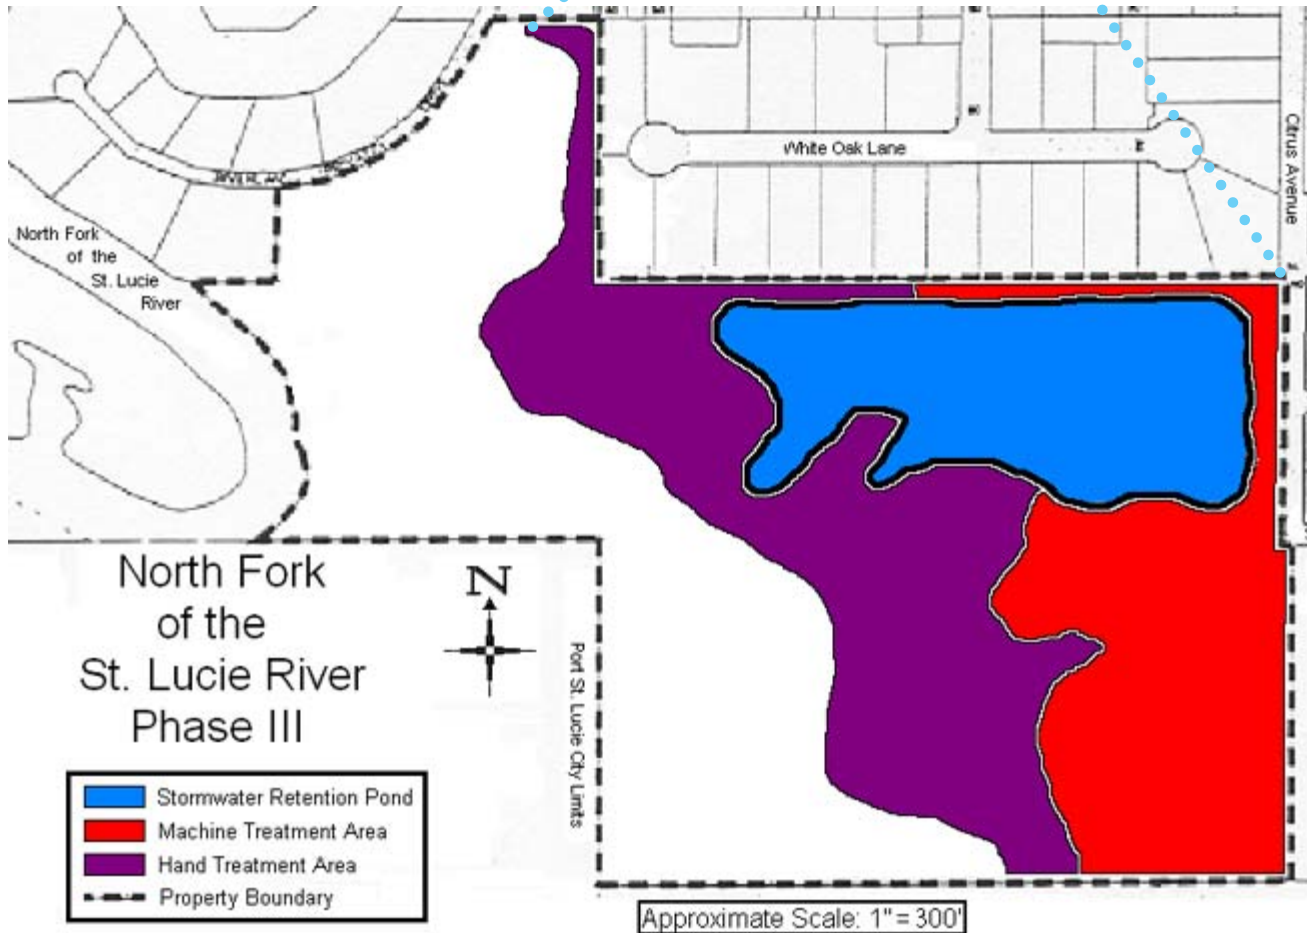 White Oak Lane
Citrus Avenue
North Fork
of the
St. Lucie
River
North Fork
of the
St. Lucie River
Phase III
N
Port St. Lucie City Limits
Stormwater Retention Pond
Machine Treatment Area
Hand Treatment Area
Property Boundary
Approximate Scale: 1" = 300'